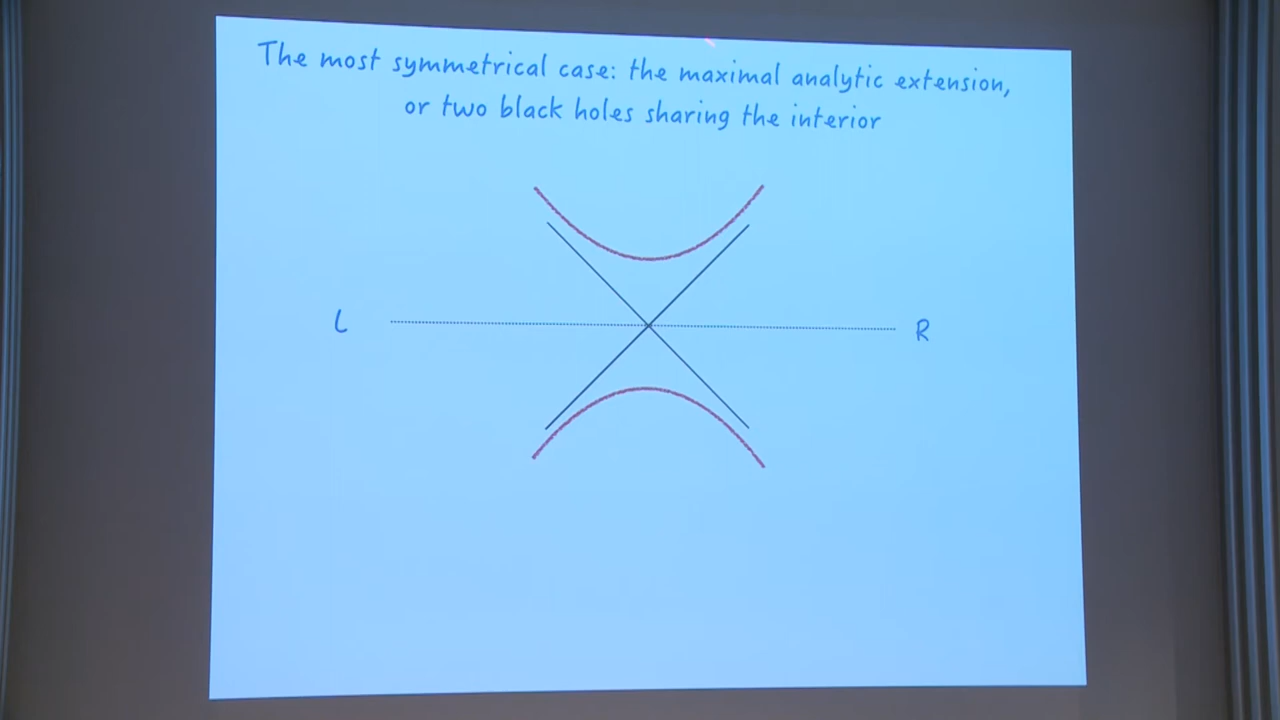 The most symmetrical case: the maximal analytic extension,
or two black holes sharing the interior
L
R